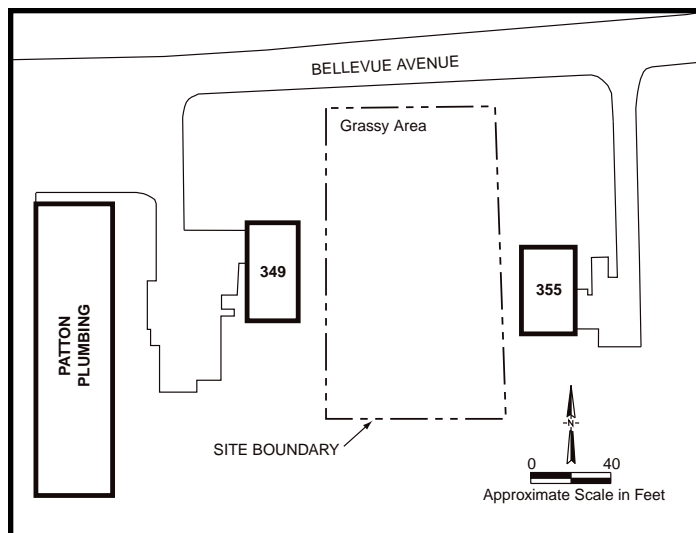 BELLEVUE AVENUE
Grassy Area
349
355
PATTON
PLUMBING
SITE BOUNDARY
N
0 40
Approximate Scale in Feet